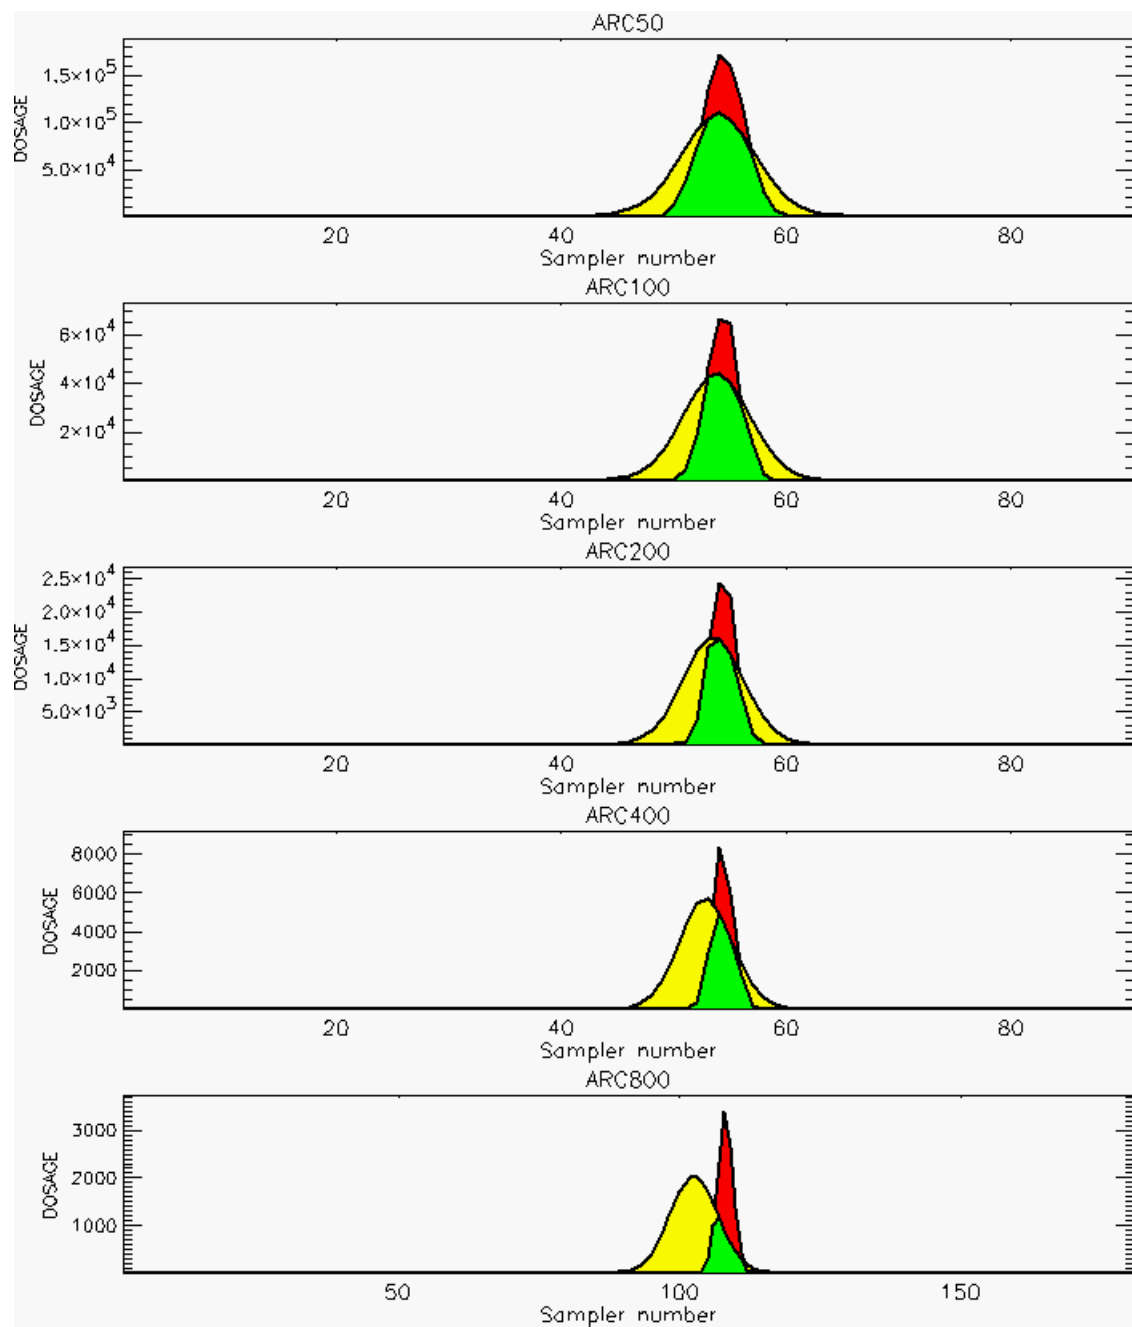 ARC50
1.5×10^5
1.0×10^5
5.0×10^4
DOSAGE
20 40 60 80
Sampler number
ARC100
6×10^4
4×10^4
2×10^4
DOSAGE
20 40 60 80
Sampler number
ARC200
2.5×10^4
2.0×10^4
1.5×10^4
1.0×10^4
5.0×10^3
DOSAGE
20 40 60 80
Sampler number
ARC400
8000
6000
4000
2000
DOSAGE
20 40 60 80
Sampler number
ARC800
3000
2000
1000
DOSAGE
50 100 150
Sampler number